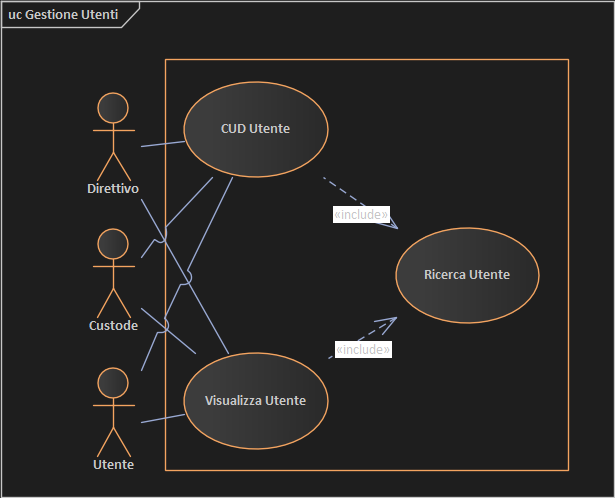 uc Gestione Utenti
CUD Utente
Direttivo
«include»
Ricerca Utente
Custode
«include»
Visualizza Utente
Utente